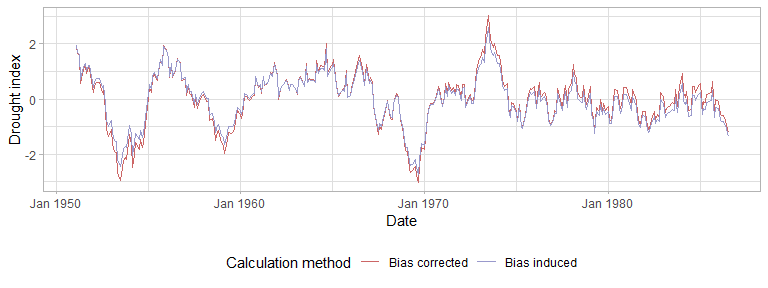 Drought index
2
0
-2
Jan 1950 Jan 1960 Jan 1970 Jan 1980
Date
Calculation method Bias corrected Bias induced